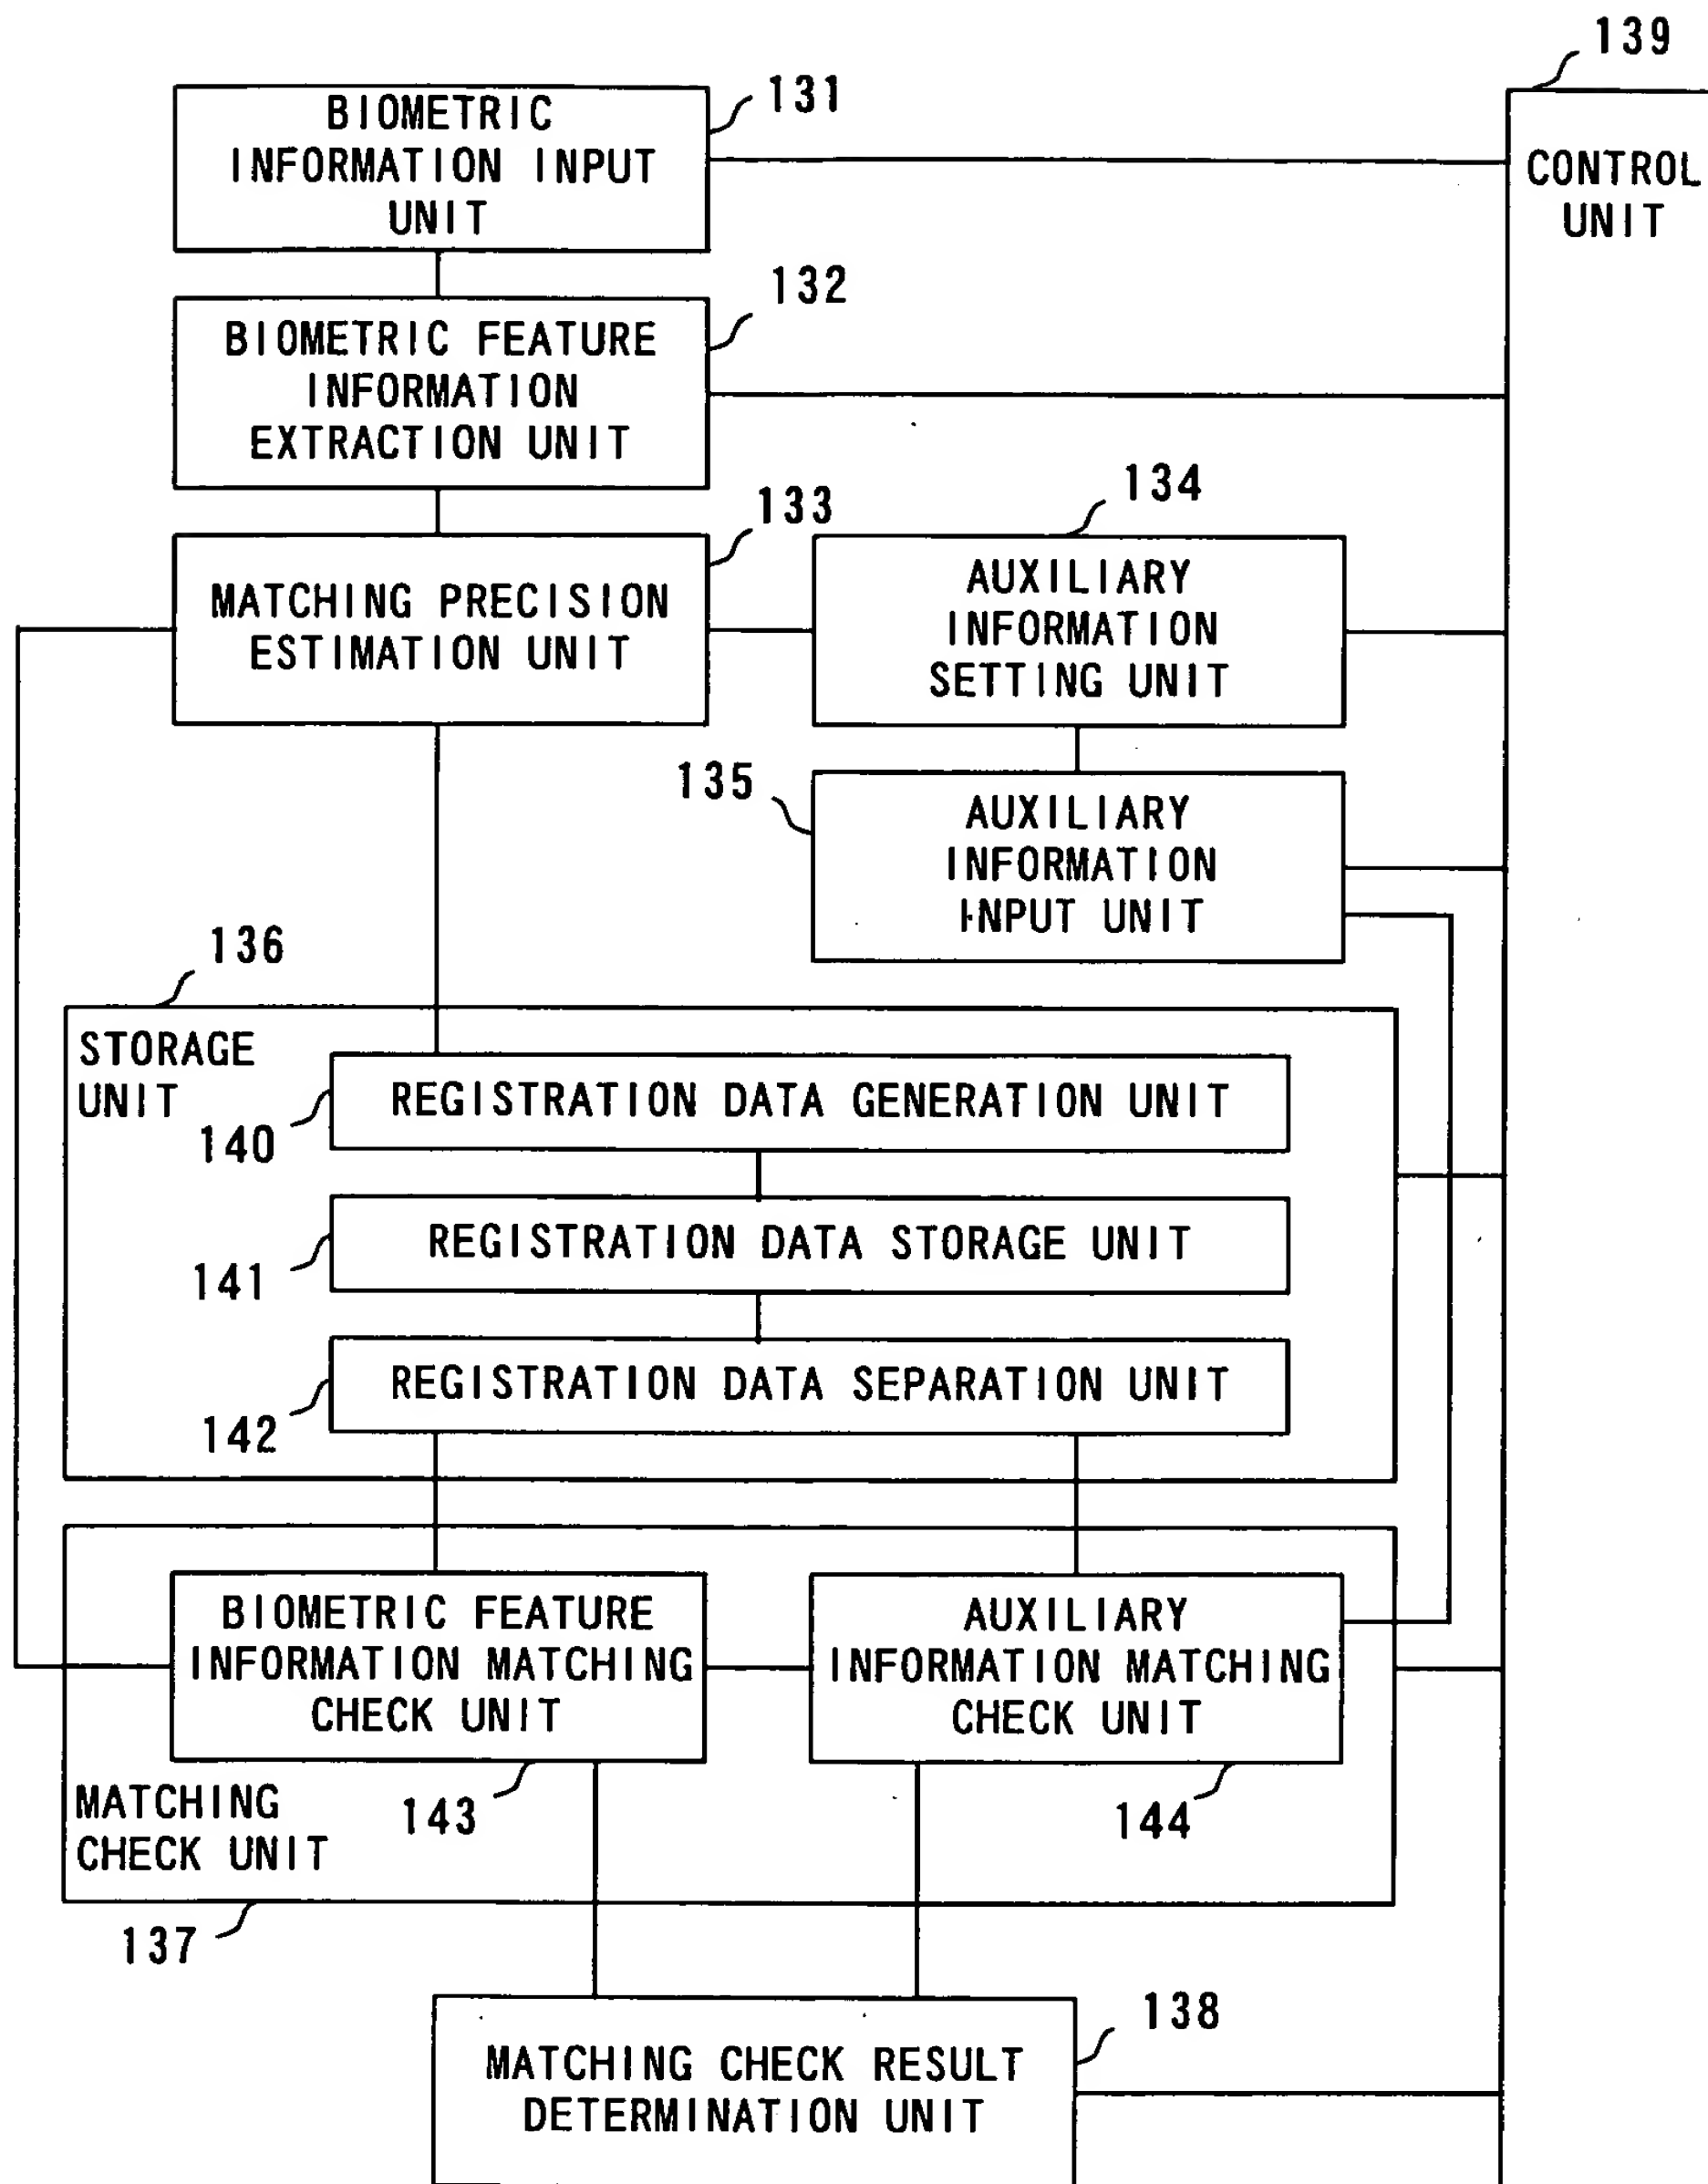 139
131
BIOMETRIC
INFORMATION INPUT
UNIT
CONTROL
UNIT
132
BIOMETRIC FEATURE
INFORMATION
EXTRACTION UNIT
133
134
MATCHING PRECISION
ESTIMATION UNIT
AUXILIARY
INFORMATION
SETTING UNIT
135
AUXILIARY
INFORMATION
INPUT UNIT
136
STORAGE
UNIT
REGISTRATION DATA GENERATION UNIT
140
REGISTRATION DATA STORAGE UNIT
141
REGISTRATION DATA SEPARATION UNIT
142
BIOMETRIC FEATURE
INFORMATION MATCHING
CHECK UNIT
AUXILIARY
INFORMATION MATCHING
CHECK UNIT
143
144
MATCHING
CHECK UNIT
137
138
MATCHING CHECK RESULT
DETERMINATION UNIT